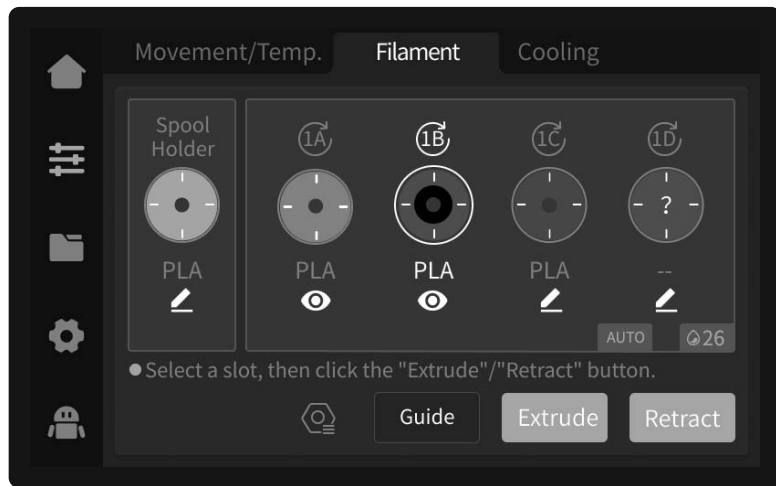 Movement/Temp. Filament Cooling
Spool
Holder
1A 1B 1C 1D
?
PLA PLA PLA PLA --
AUTO 26
Select a slot, then click the "Extrude"/"Retract" button.
Guide Extrude Retract